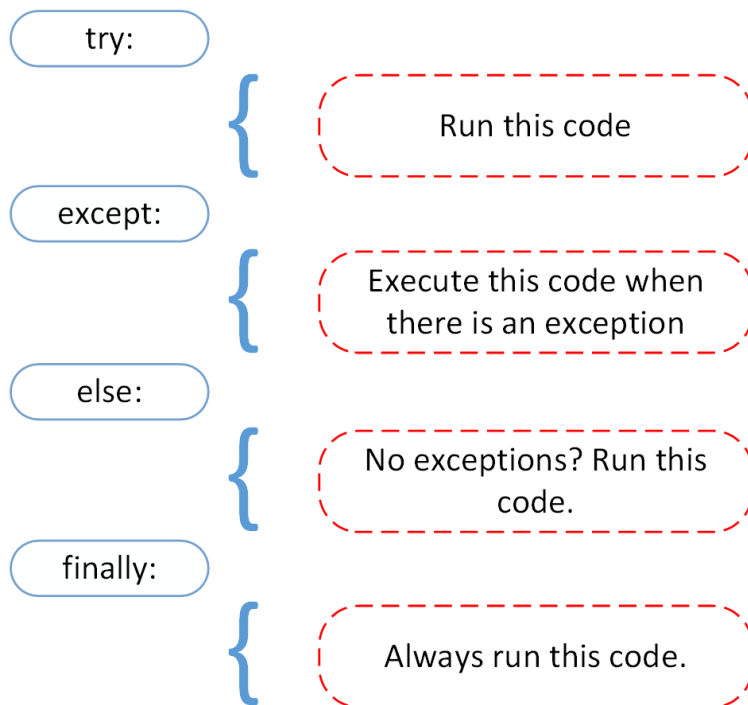 try:
Run this code
except:
Execute this code when
there is an exception
else:
No exceptions? Run this
code.
finally:
Always run this code.